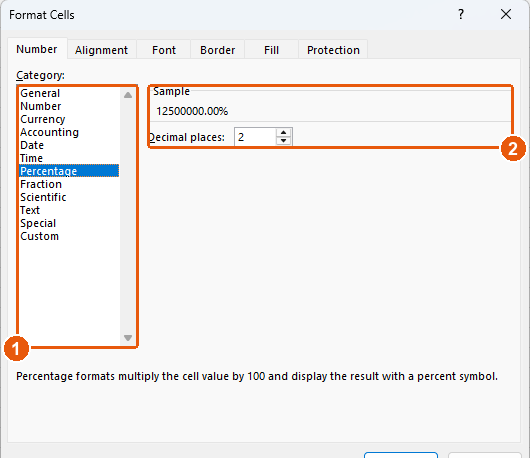 Format Cells ? ×
Number Alignment Font Border Fill Protection
Category:
General
Number
Currency
Accounting
Date
Time
Percentage
Fraction
Scientific
Text
Special
Custom
1
Sample
12500000.00%
Decimal places: 2
2
Percentage formats multiply the cell value by 100 and display the result with a percent symbol.